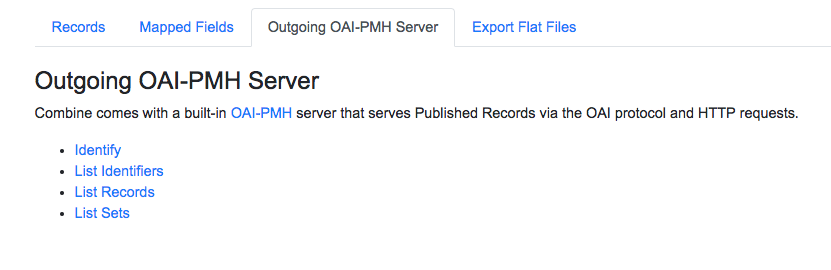 Records Mapped Fields Outgoing OAI-PMH Server Export Flat Files
Outgoing OAI-PMH Server
Combine comes with a built-in OAI-PMH server that serves Published Records via the OAI protocol and HTTP requests.
• Identify
• List Identifiers
• List Records
• List Sets